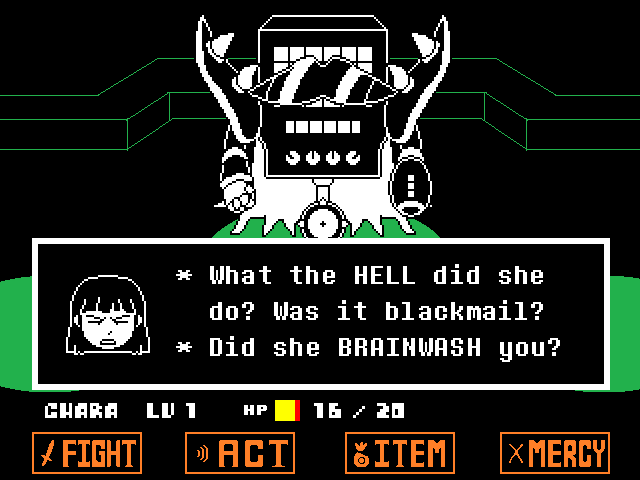 * What the HELL did she
do? Was it blackmail?
* Did she BRAINWASH you?
CHARA LV 1 HP 16 / 20
FIGHT ACT ITEM MERCY